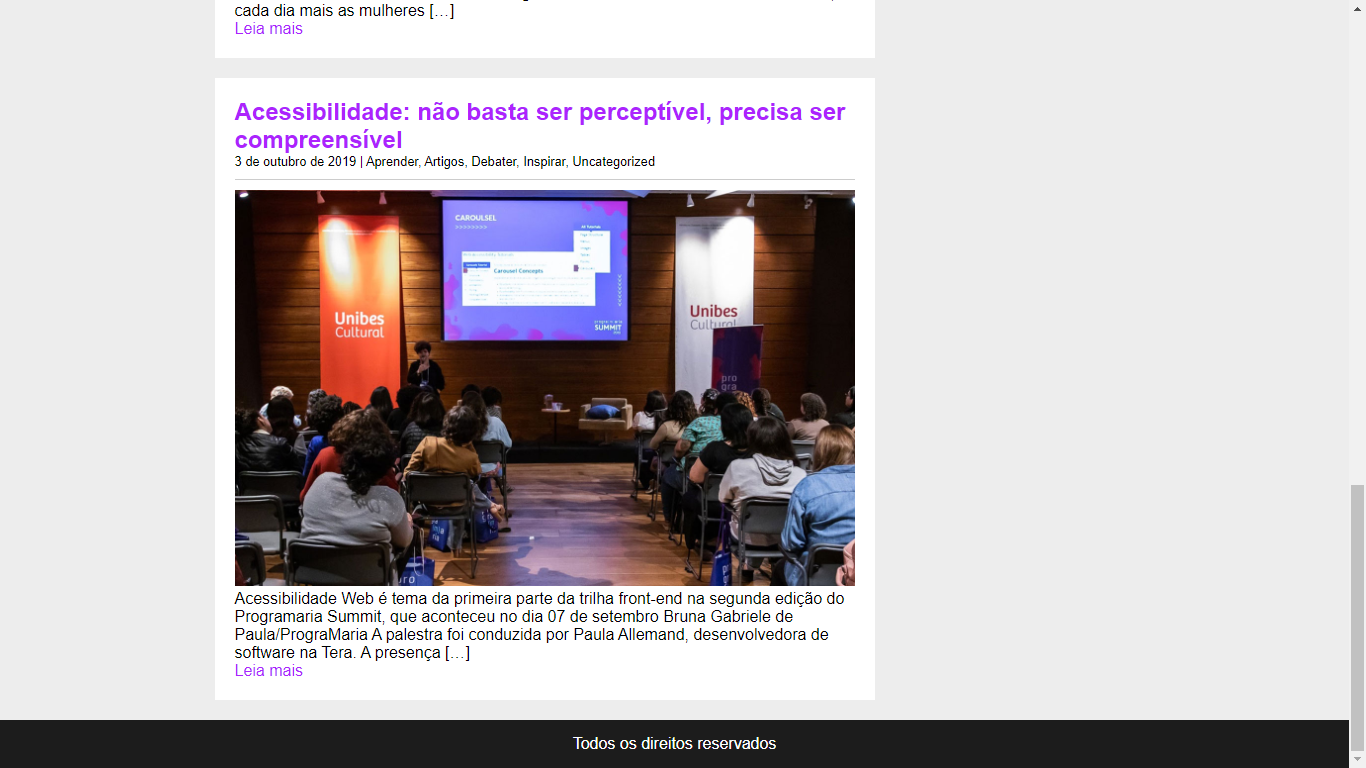 cada dia mais as mulheres […]
Leia mais
Acessibilidade: não basta ser perceptível, precisa ser
compreensível
3 de outubro de 2019 | Aprender, Artigos, Debater, Inspirar, Uncategorized
CAROUSEL
>>>>>>>>
Carousel Concepts
SUMMIT
Unibes
Cultural
Unibes
Cultural
pro
gra
Acessibilidade Web é tema da primeira parte da trilha front-end na segunda edição do
Programaria Summit, que aconteceu no dia 07 de setembro Bruna Gabriele de
Paula/PrograMaria A palestra foi conduzida por Paula Allemand, desenvolvedora de
software na Tera. A presença […]
Leia mais
Todos os direitos reservados